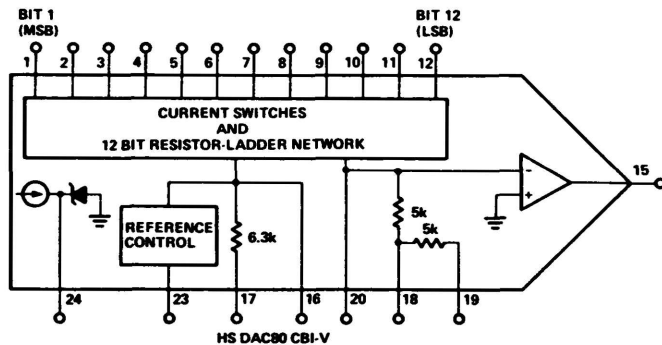 BIT 1
(MSB)
BIT 12
(LSB)
1 2 3 4 5 6 7 8 9 10 11 12
CURRENT SWITCHES
AND
12 BIT RESISTOR-LADDER NETWORK
15
-
+
5k
5k
REFERENCE
CONTROL
6.3k
24 23 17 16 20 18 19
HS DAC80 CBI-V